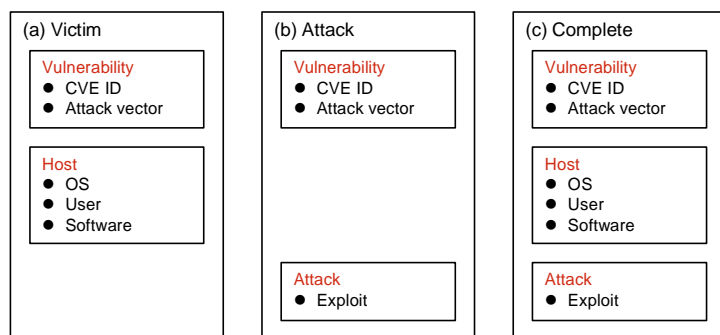 (a) Victim
Vulnerability
● CVE ID
● Attack vector
Host
● OS
● User
● Software
(b) Attack
Vulnerability
● CVE ID
● Attack vector
Attack
● Exploit
(c) Complete
Vulnerability
● CVE ID
● Attack vector
Host
● OS
● User
● Software
Attack
● Exploit